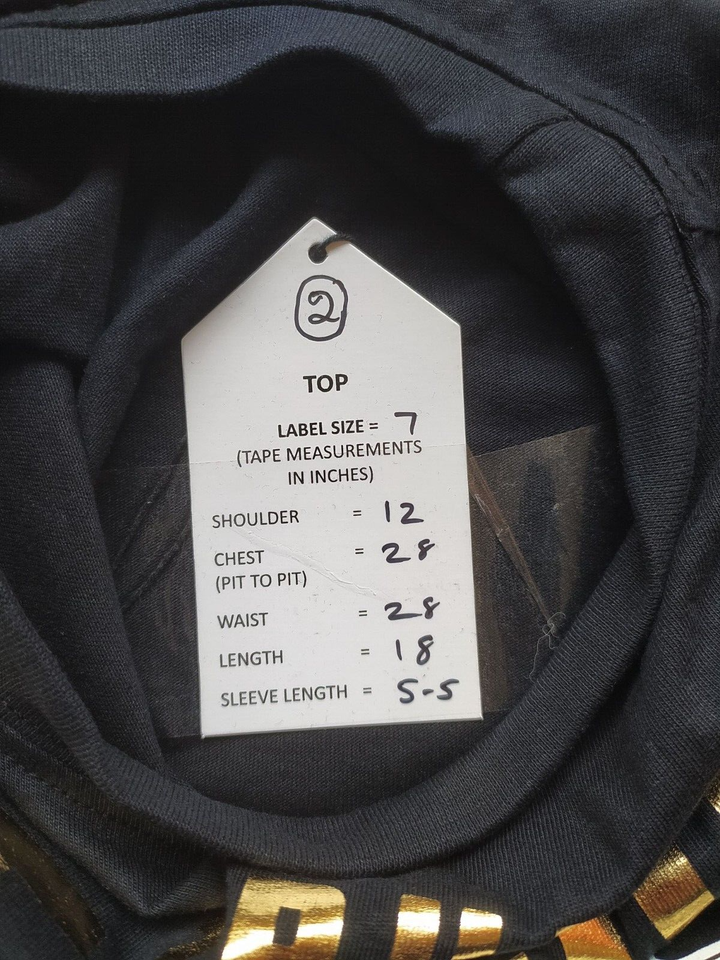 2
TOP
LABEL SIZE = 7
(TAPE MEASUREMENTS
IN INCHES)
SHOULDER = 12
CHEST = 28
(PIT TO PIT)
WAIST = 28
LENGTH = 18
SLEEVE LENGTH = 5-5